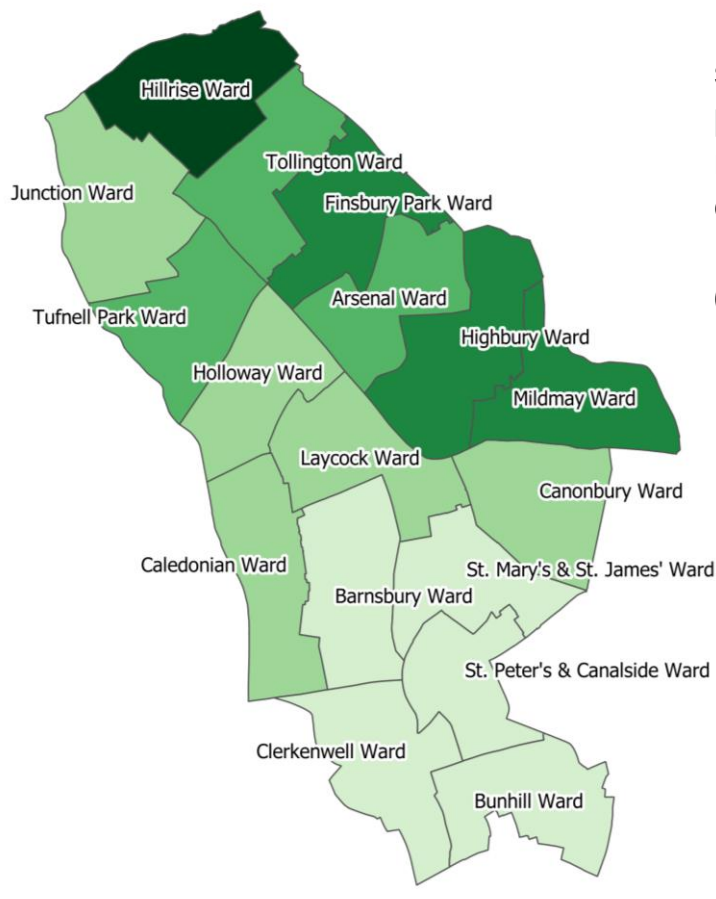 Hillrise Ward
Tollington Ward
Junction Ward
Finsbury Park Ward
Arsenal Ward
Tufnell Park Ward
Highbury Ward
Holloway Ward
Mildmay Ward
Laycock Ward
Canonbury Ward
Caledonian Ward
St. Mary's & St. James' Ward
Barnsbury Ward
St. Peter's & Canalside Ward
Clerkenwell Ward
Bunhill Ward